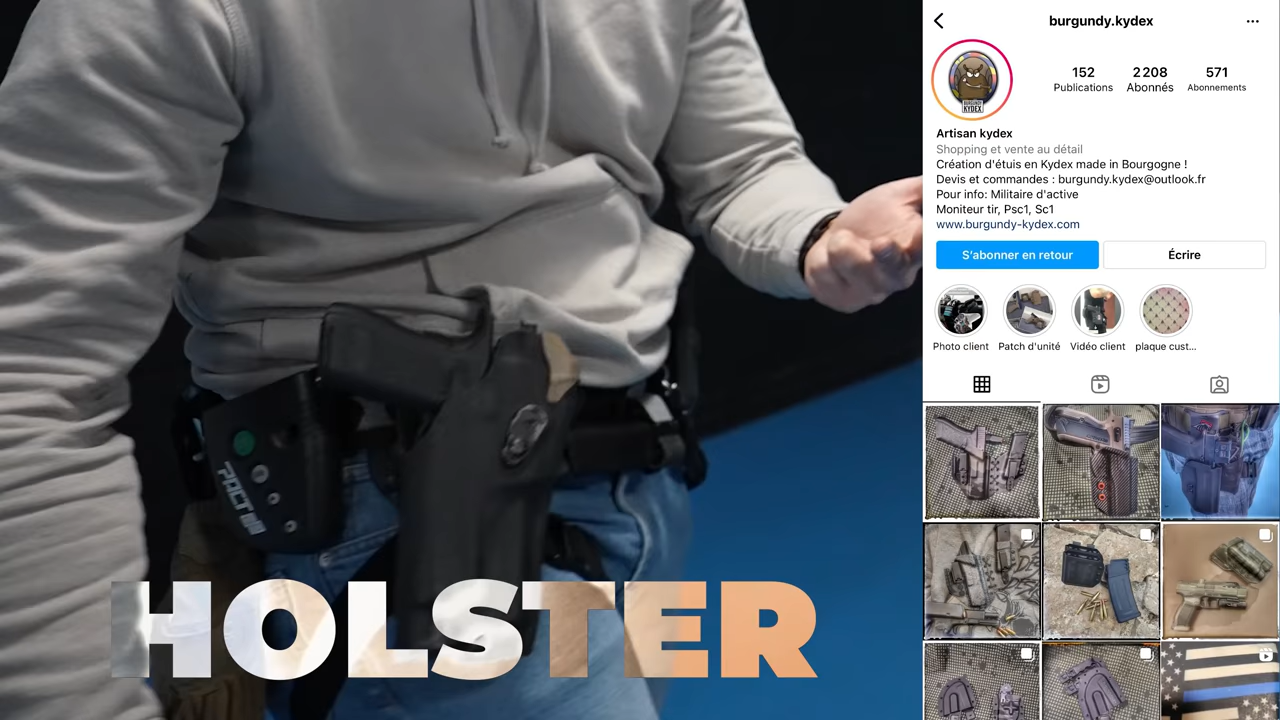 HOLSTER
burgundy.kydex
BURGUNDY
KYDEX
152
2 208
571
Publications
Abonnés
Abonnements
Artisan kydex
Shopping et vente au détail
Création d'étuis en Kydex made in Bourgogne !
Devis et commandes : burgundy.kydex@outlook.fr
Pour info: Militaire d'active
Moniteur tir, Psc1, Sc1
www.burgundy-kydex.com
S'abonner en retour
Écrire
Photo client
Patch d'unité
Vidéo client
plaque cust...